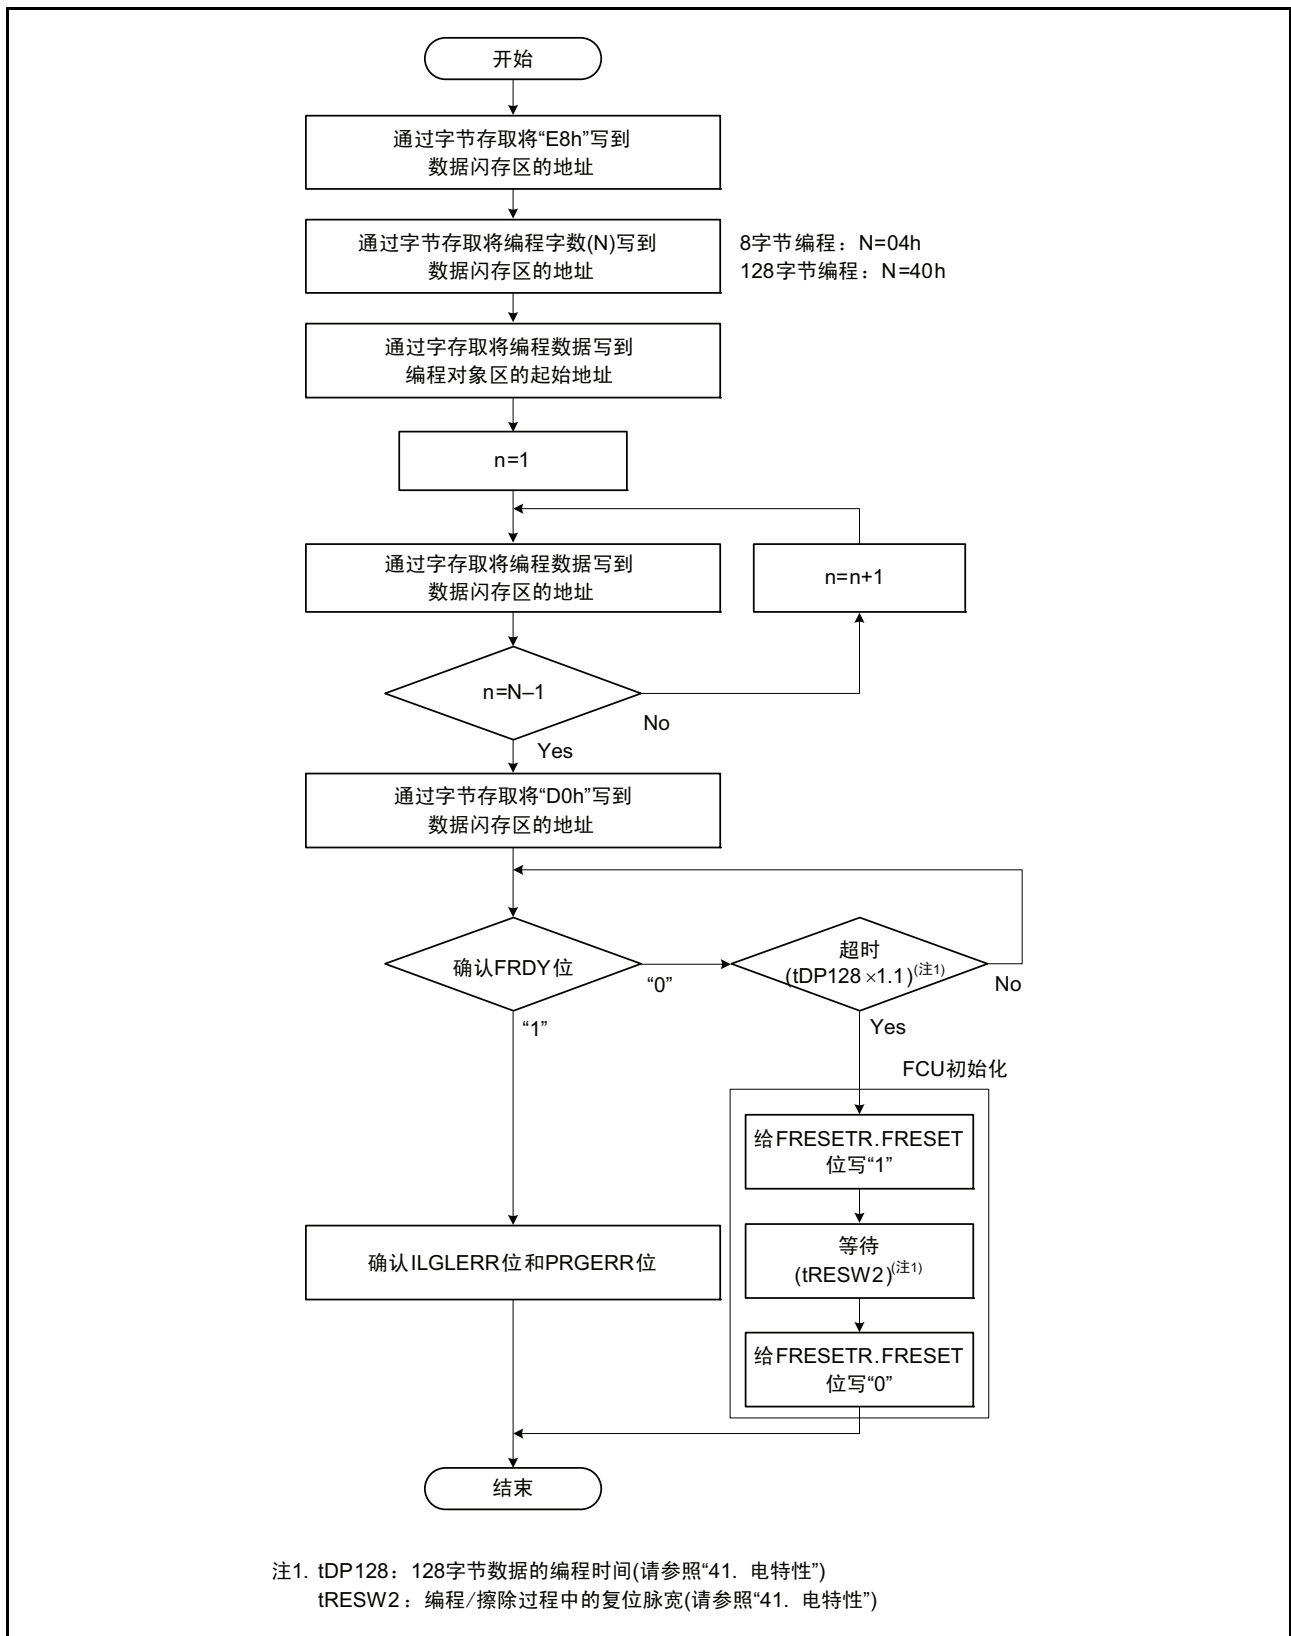 开始
通过字节存取将“E8h”写到
数据闪存区的地址
通过字节存取将编程字数(N)写到
数据闪存区的地址
8字节编程：N=04h
128字节编程：N=40h
通过字存取将编程数据写到
编程对象区的起始地址
n=1
通过字存取将编程数据写到
数据闪存区的地址
n=n+1
n=N–1
No
Yes
通过字节存取将“D0h”写到
数据闪存区的地址
确认FRDY位
“0”
超时
(tDP128×1.1)(注1)
No
“1”
Yes
FCU初始化
给FRESETR.FRESET
位写“1”
等待
(tRESW2)(注1)
确认ILGLERR位和PRGERR位
给FRESETR.FRESET
位写“0”
结束
注1. tDP128：128字节数据的编程时间(请参照“41. 电特性”)
tRESW2：编程/擦除过程中的复位脉宽(请参照“41. 电特性”)